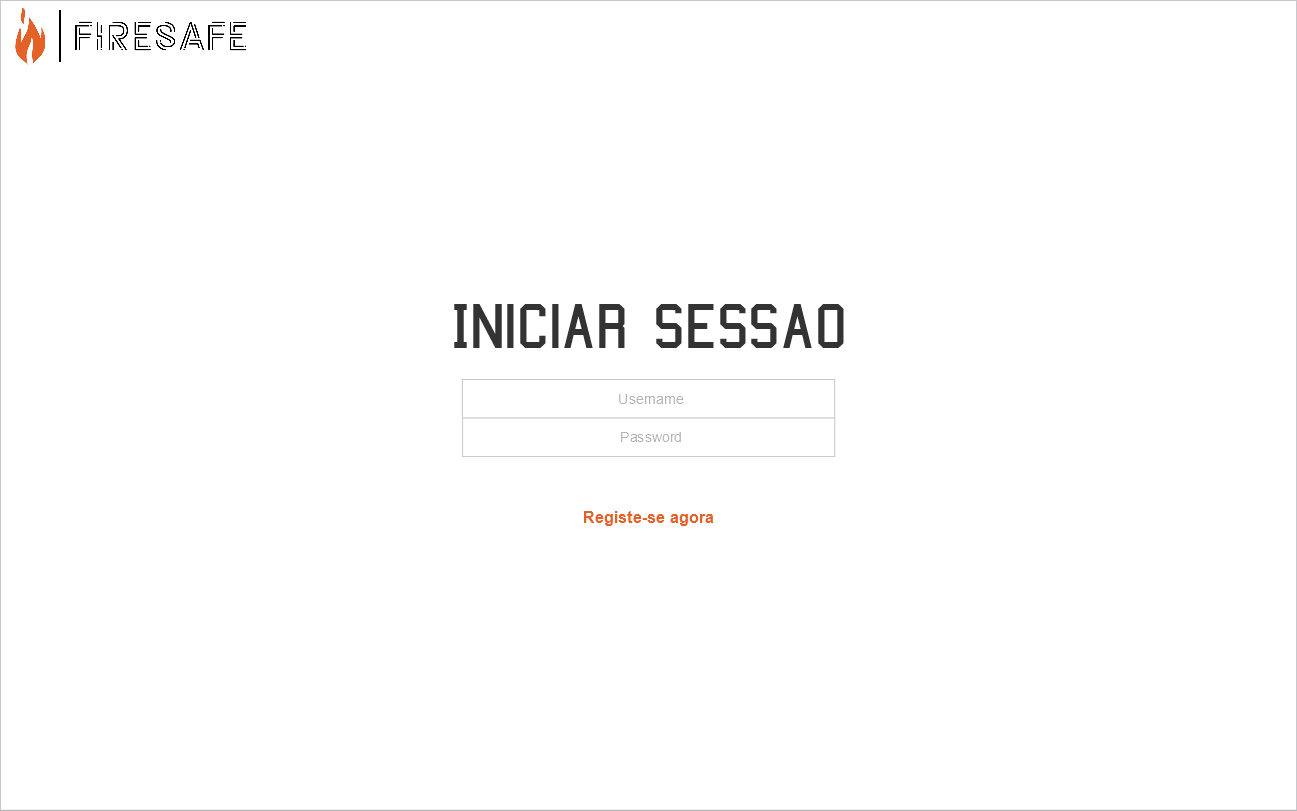 FIRESAFE
INICIAR SESSAO
Username
Password
Registe-se agora